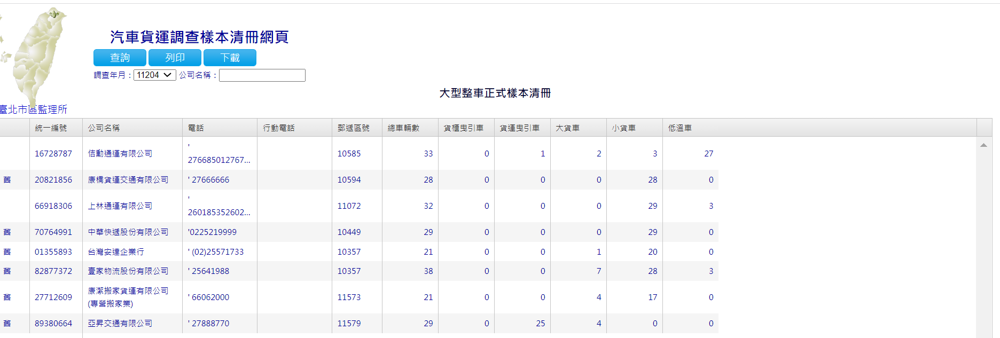 汽車貨運調查樣本清冊網頁
查詢 列印 下載
調查年月： 11204 公司名稱：
大型整車正式樣本清冊
臺北市區監理所
統一編號 公司名稱 電話 行動電話 郵遞區號 總車輛數 貨櫃曳引車 貨運曳引車 大貨車 小貨車 低溫車
16728787 佶勳通運有限公司 ' 276685012767... 10585 33 0 1 2 3 27
舊 20821856 康橋貨運交通有限公司 ' 27666666 10594 28 0 0 0 28 0
66918306 上林通運有限公司 ' 260185352602... 11072 32 0 0 0 29 3
舊 70764991 中華快遞股份有限公司 '0225219999 10449 29 0 0 0 29 0
舊 01355893 台灣安達企業行 ' (02)25571733 10357 21 0 0 1 20 0
舊 82877372 壹家物流股份有限公司 ' 25641988 10357 38 0 0 7 28 3
舊 27712609 康潔搬家貨運有限公司 ' 66062000 11573 21 0 0 4 17 0
(專營搬家業)
舊 89380664 亞昇交通有限公司 ' 27888770 11579 29 0 25 4 0 0